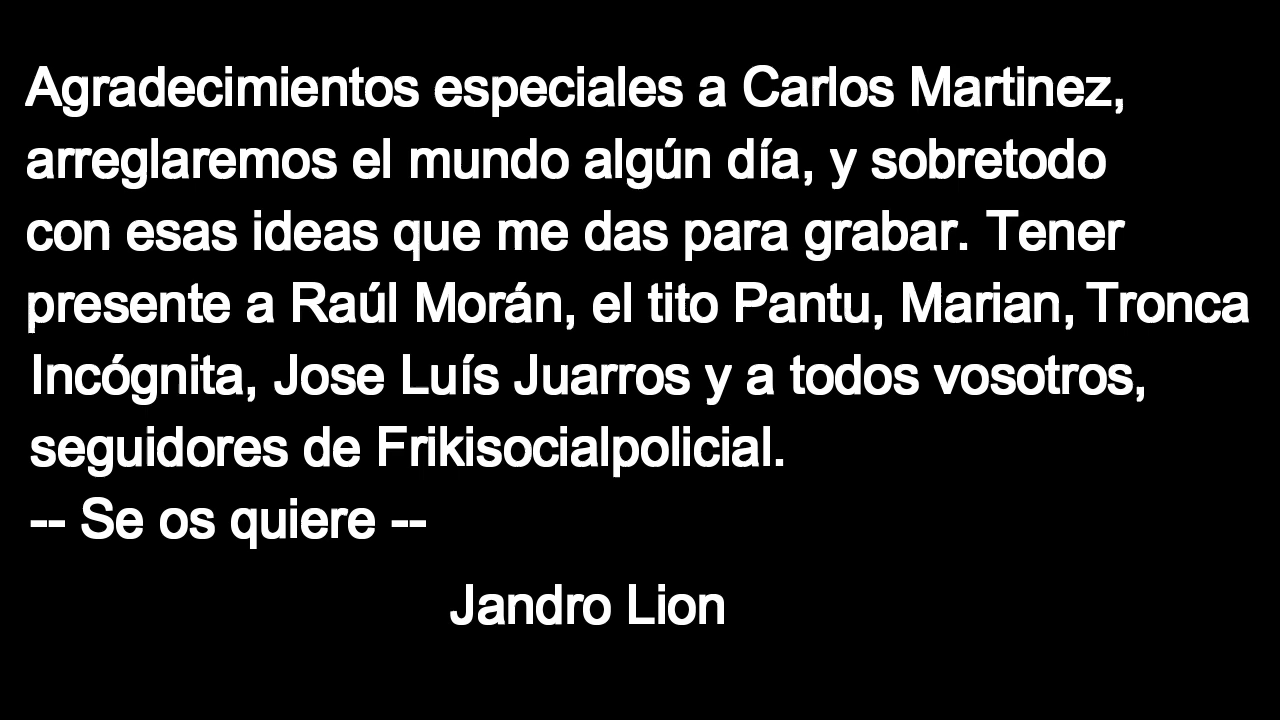 Agradecimientos especiales a Carlos Martinez,
arreglaremos el mundo algún día, y sobretodo
con esas ideas que me das para grabar. Tener
presente a Raúl Morán, el tito Pantu, Marian, Tronca
Incógnita, Jose Luís Juarros y a todos vosotros,
seguidores de Frikisocialpolicial.
-- Se os quiere --
Jandro Lion